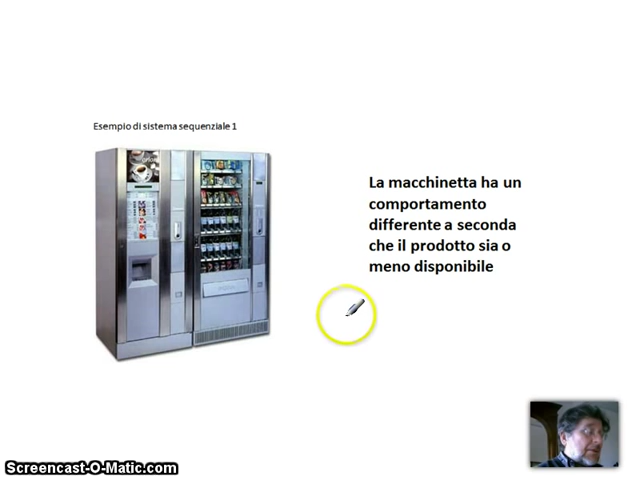 Esempio di sistema sequenziale 1
La macchinetta ha un
comportamento
differente a seconda
che il prodotto sia o
meno disponibile
Screencast-O-Matic.com